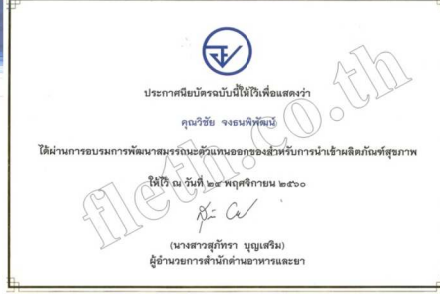 ประกาศนียบัตรฉบับนี้ให้ไว้เพื่อแสดงว่า
คุณวิชัย จงธนพิพัฒน์
ได้ผ่านการอบรมการพัฒนาสมรรถนะตัวแทนออกของสำหรับการนำเข้าผลิตภัณฑ์สุขภาพ
ให้ไว้ ณ วันที่ ๒๔ พฤศจิกายน ๒๕๖๐
(นางสาวสุภัทรา บุญเสริม)
ผู้อำนวยการสำนักด่านอาหารและยา
fleth.co.th